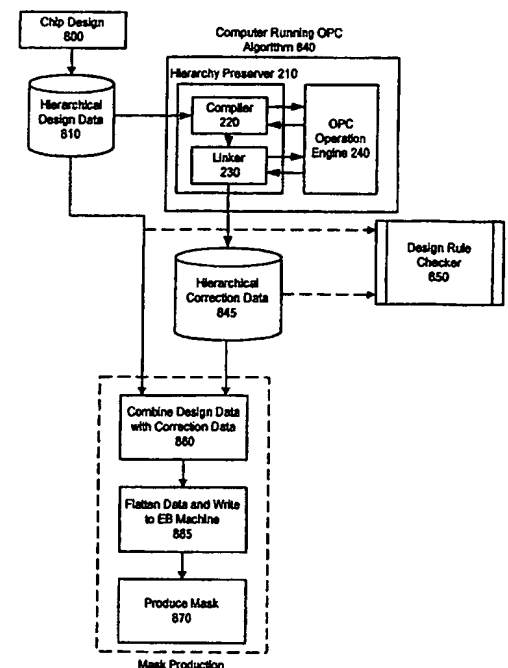 Chip Design
800
Computer Running OPC
Algorithm 840
Hierarchical
Design Data
810
Hierarchy Preserver 210
Compiler
220
Linker
230
OPC
Operation
Engine 240
Design Rule
Checker
850
Hierarchical
Correction Data
845
Combine Design Data
with Correction Data
860
Flatten Data and Write
to EB Machine
865
Produce Mask
870
Mask Production